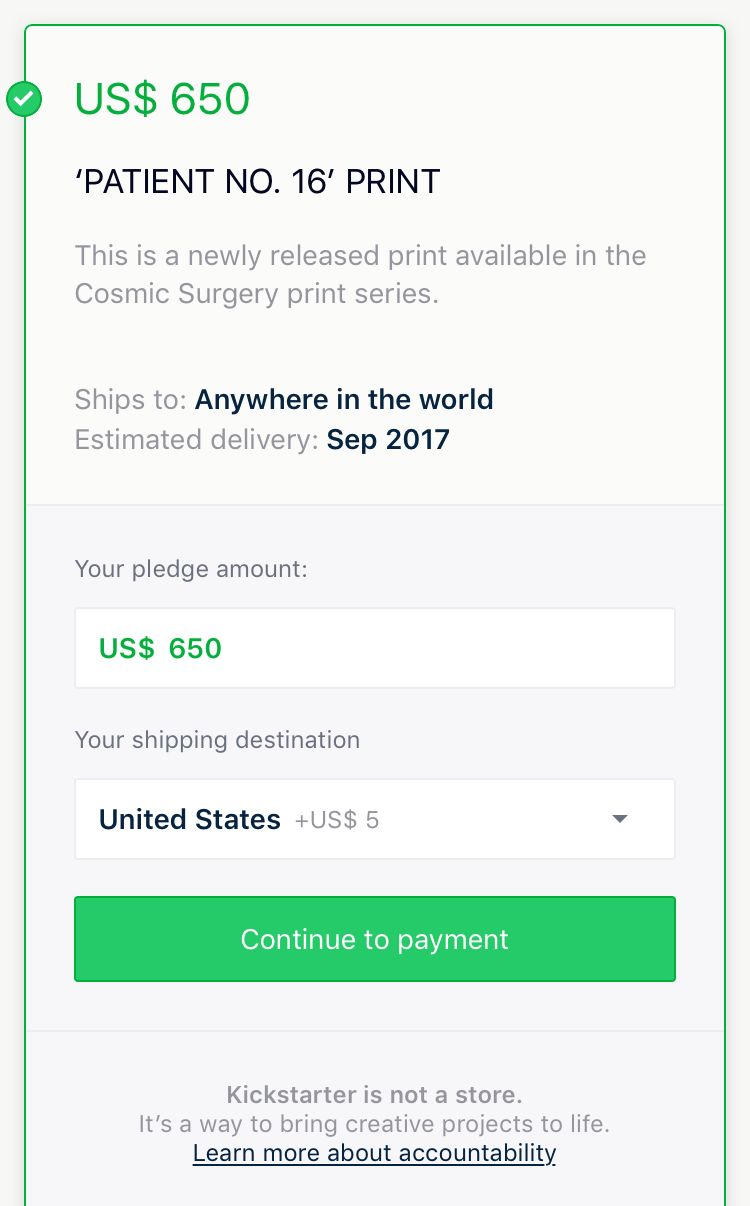 US$ 650
‘PATIENT NO. 16’ PRINT
This is a newly released print available in the
Cosmic Surgery print series.
Ships to: Anywhere in the world
Estimated delivery: Sep 2017
Your pledge amount:
US$ 650
Your shipping destination
United States +US$ 5
Continue to payment
Kickstarter is not a store.
It’s a way to bring creative projects to life.
Learn more about accountability